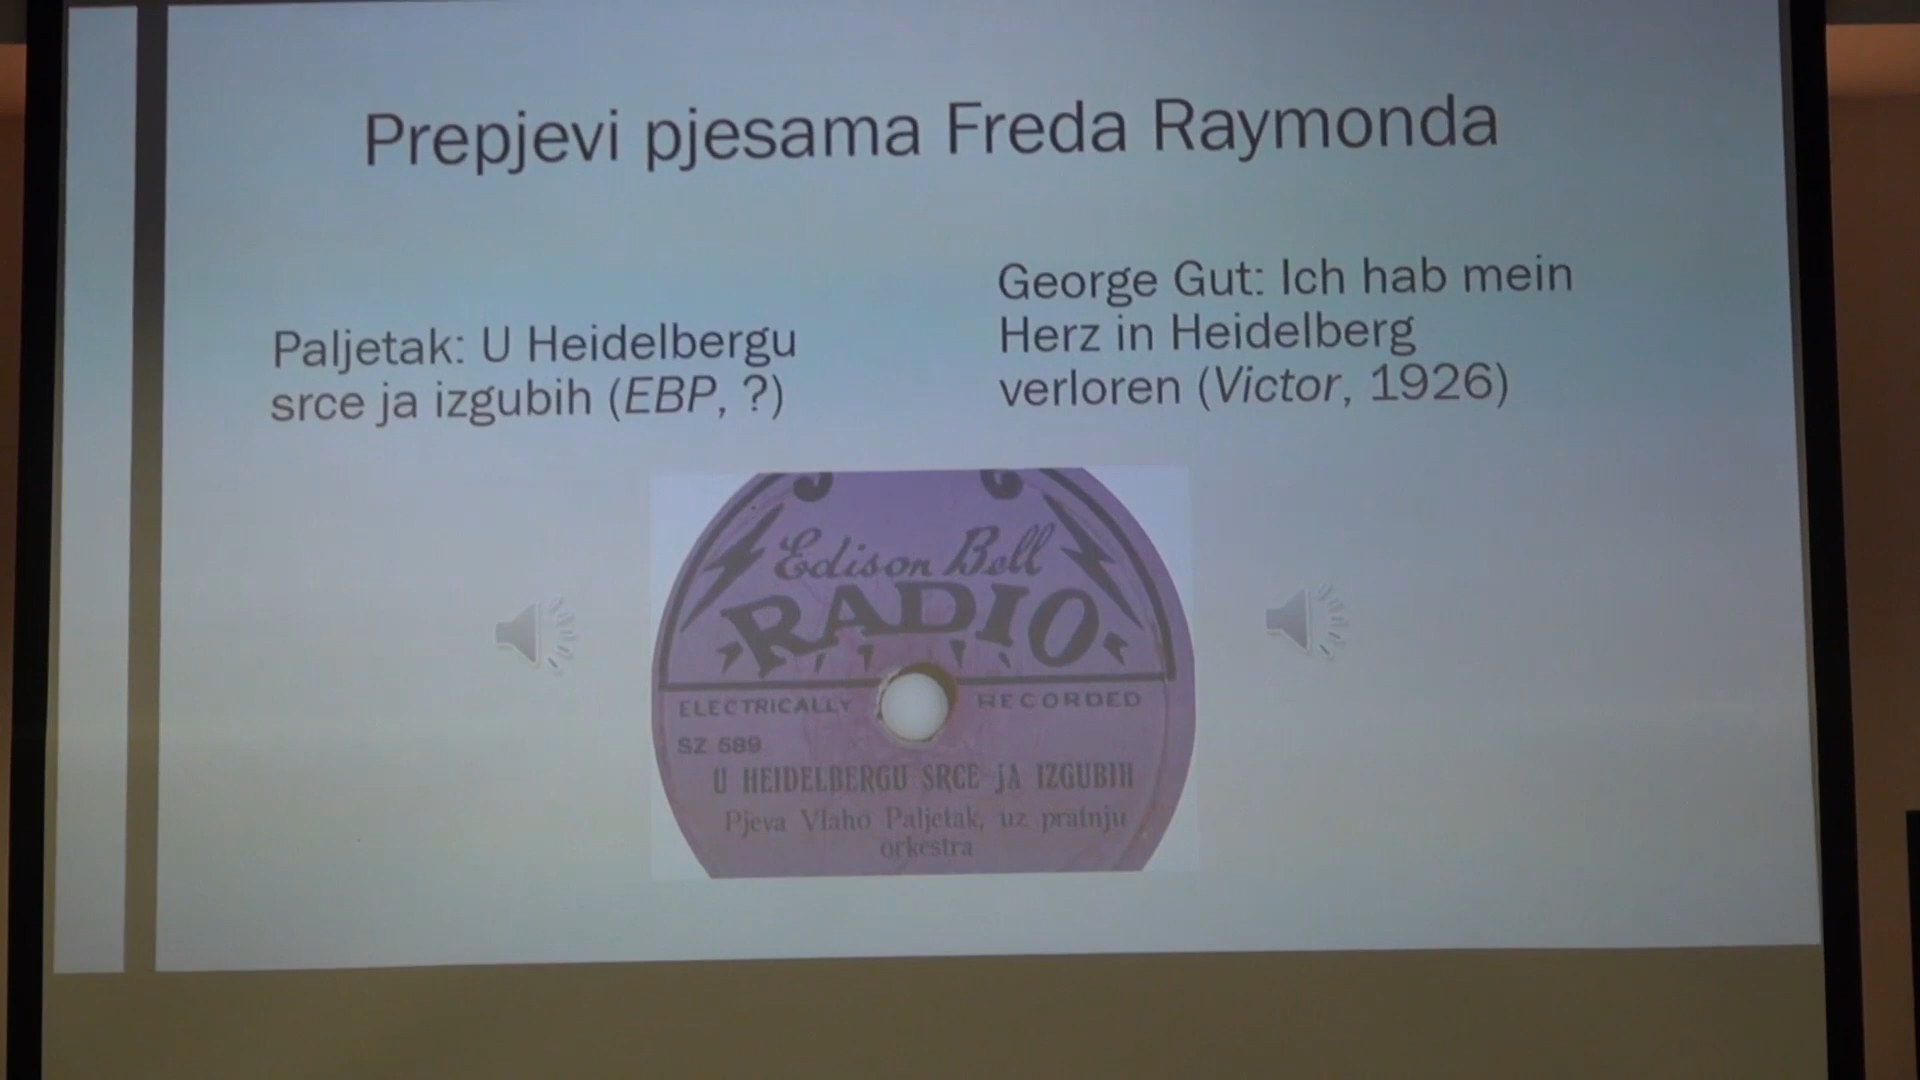 Prepjevi pjesama Freda Raymonda
Paljetak: U Heidelbergu
srce ja izgubih (EBP, ?)
George Gut: Ich hab mein
Herz in Heidelberg
verloren (Victor, 1926)
Edison Bell
RADIO
ELECTRICALLY RECORDED
SZ 589
U HEIDELBERGU SRCE JA IZGUBIH
Pjeva Vlaho Paljetak, uz pratnju
orkestra